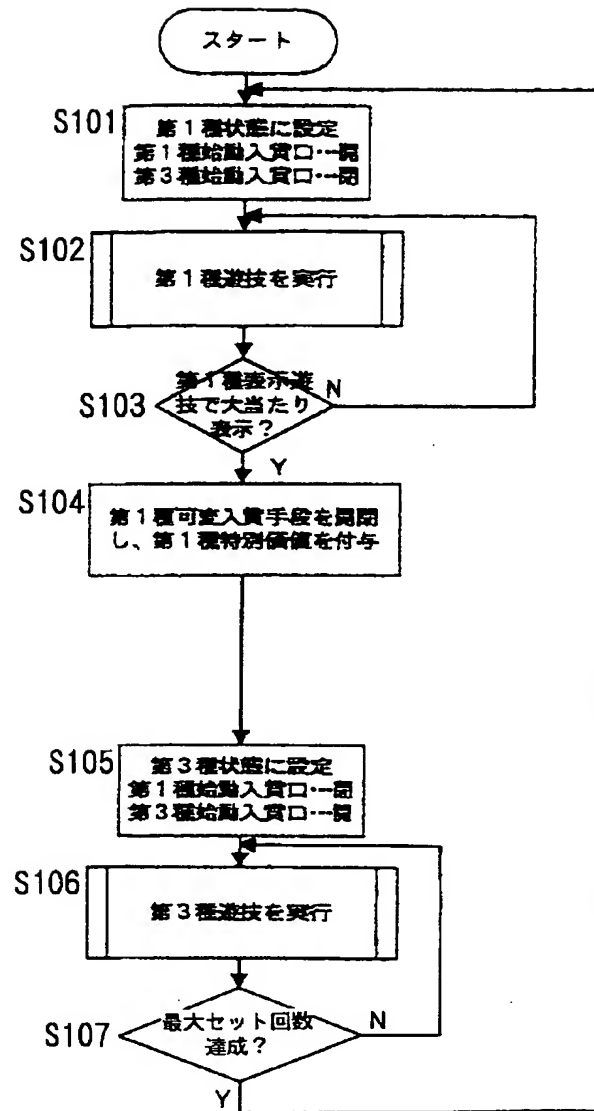 スタート
S101
第1種状態に設定
第1種始動入賞口…開
第3種始動入賞口…閉
S102
第1種遊技を実行
S103
第1種表示遊
技で大当たり
表示?
N
Y
S104
第1種可変入賞手段を開閉
し、第1種特別価値を付与
S105
第3種状態に設定
第1種始動入賞口…閉
第3種始動入賞口…開
S106
第3種遊技を実行
S107
最大セット回数
達成?
N
Y